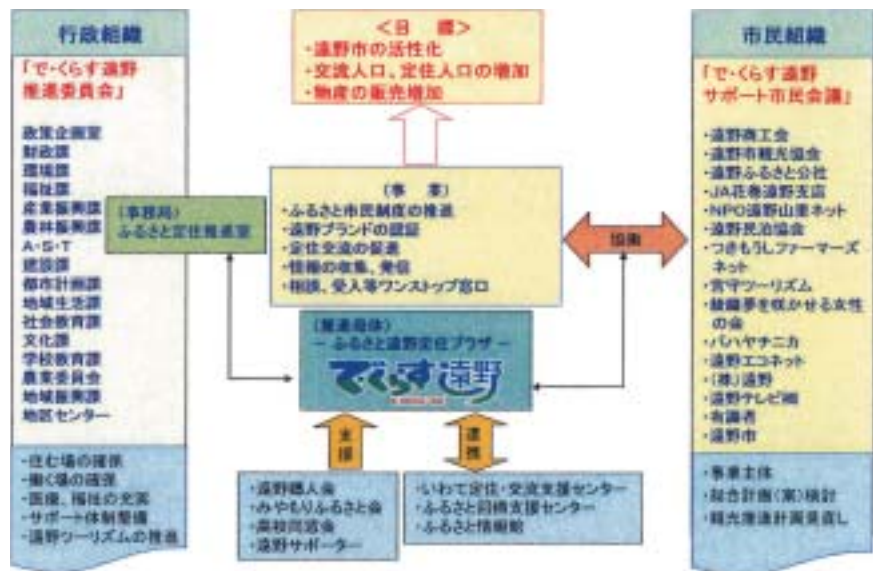 行政組織
「で・くらす遠野
推進委員会」
政策企画室
財政課
環境課
福祉課
産業振興課
農林振興課
A・S・T
建設課
都市計画課
地域生活課
社会教育課
文化課
学校教育課
農業委員会
地域振興課
地区センター
・住む場の確保
・働く場の確保
・医療、福祉の充実
・サポート体制整備
・遠野ツーリズムの推進
(事務局)
ふるさと定住推進室
<目 標>
・遠野市の活性化
・交流人口、定住人口の増加
・物産の販売増加
(事 業)
・ふるさと市民制度の推進
・遠野ブランドの認証
・定住交流の促進
・情報の収集、発信
・相談、受入等ワンストップ窓口
協働
(推進母体)
－ふるさと遠野定住プラザ－
で・くらす遠野
支援
連携
・遠野職人会
・みやもりふるさと会
・高校同窓会
・遠野サポーター
・いわて定住・交流支援センター
・ふるさと回帰支援センター
・ふるさと情報館
市民組織
「で・くらす遠野
サポート市民会議」
・遠野商工会
・遠野市観光協会
・遠野ふるさと公社
・JA花巻遠野支店
・NPO遠野山里ネット
・遠野民泊協会
・つきもうしファーマーズ
ネット
・宮守ツーリズム
・綾織夢を咲かせる女性
の会
・パハヤチニカ
・遠野エコネット
・(株)遠野
・遠野テレビ㈱
・有識者
・遠野市
・事業主体
・総合計画(案)検討
・観光推進計画見直し